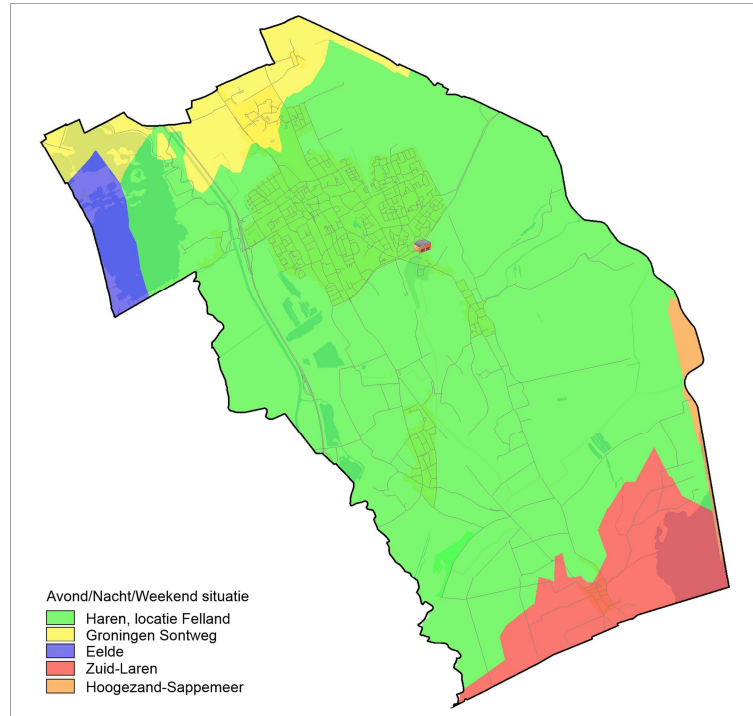 Avond/Nacht/Weekend situatie
Haren, locatie Felland
Groningen Sontweg
Eelde
Zuid-Laren
Hoogezand-Sappemeer